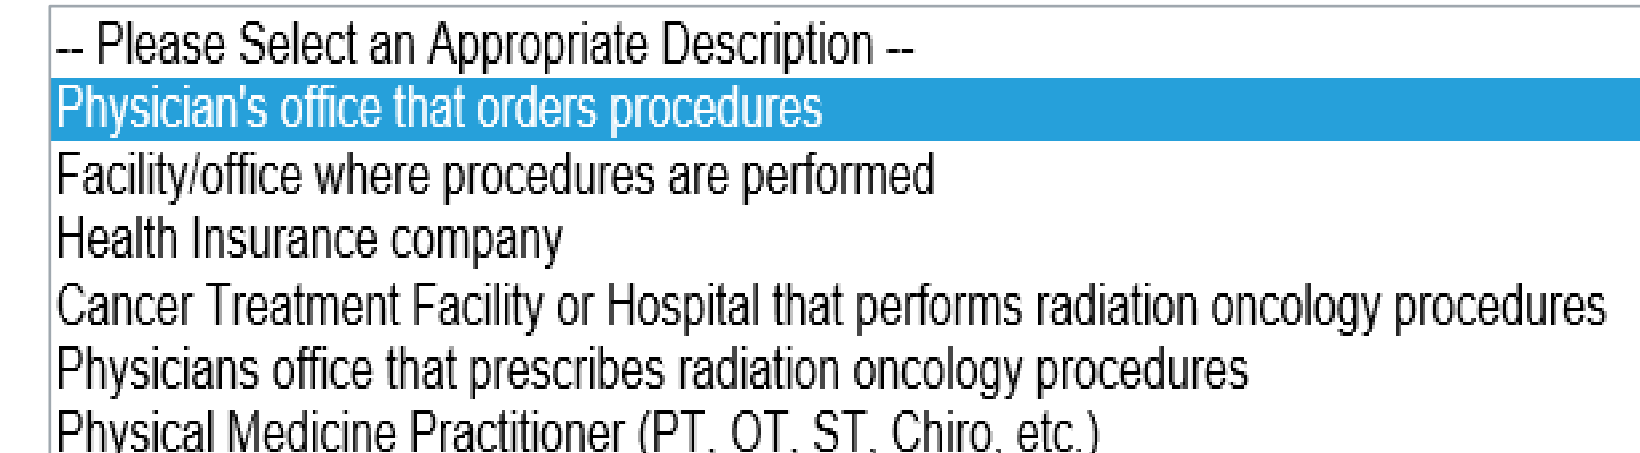 -- Please Select an Appropriate Description --
Physician's office that orders procedures
Facility/office where procedures are performed
Health Insurance company
Cancer Treatment Facility or Hospital that performs radiation oncology procedures
Physicians office that prescribes radiation oncology procedures
Physical Medicine Practitioner (PT, OT, ST, Chiro, etc.)